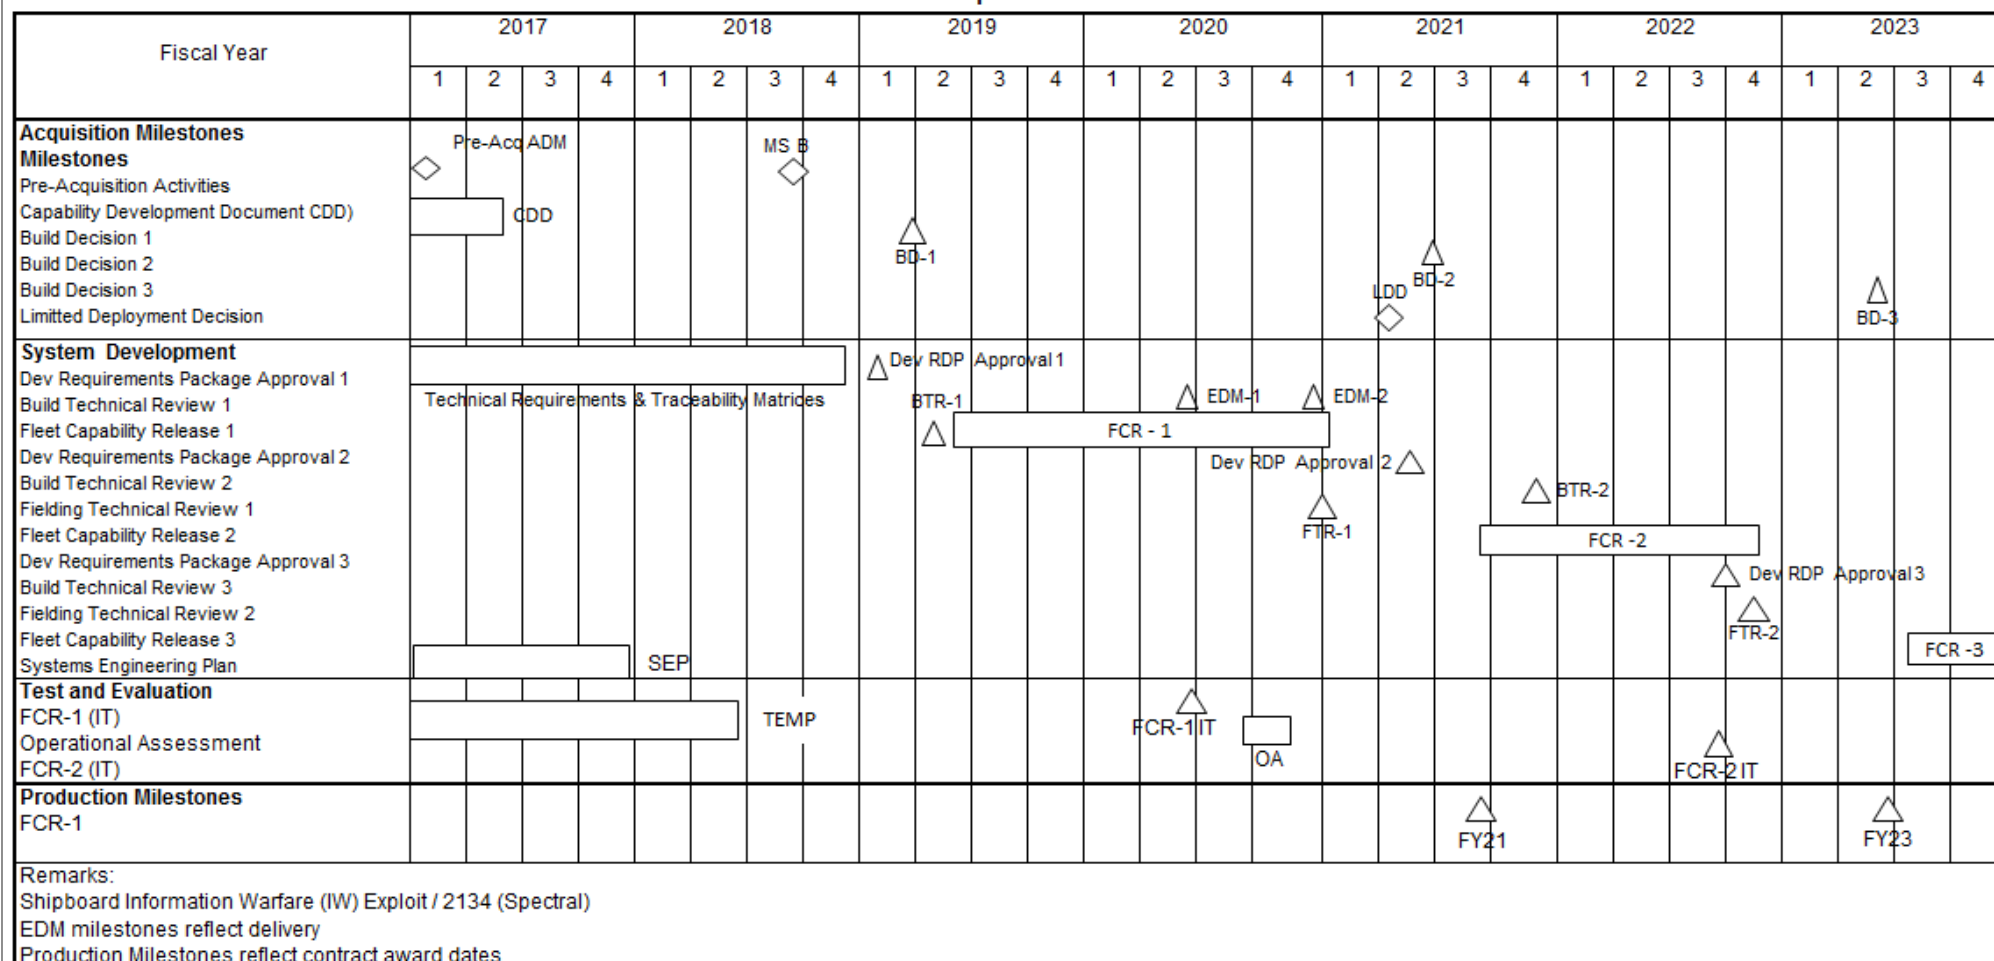 Fiscal Year
2017 2018 2019 2020 2021 2022 2023
1 2 3 4 1 2 3 4 1 2 3 4 1 2 3 4 1 2 3 4 1 2 3 4 1 2 3 4
Acquisition Milestones
Milestones
Pre-Acquisition Activities
Capability Development Document CDD)
Build Decision 1
Build Decision 2
Build Decision 3
Limitted Deployment Decision
Pre-Acq ADM
MS B
CDD
BD-1
BD-2
LDD
BD-3
System Development
Dev Requirements Package Approval 1
Build Technical Review 1
Fleet Capability Release 1
Dev Requirements Package Approval 2
Build Technical Review 2
Fielding Technical Review 1
Fleet Capability Release 2
Dev Requirements Package Approval 3
Build Technical Review 3
Fielding Technical Review 2
Fleet Capability Release 3
Systems Engineering Plan
Dev RDP Approval 1
Technical Requirements & Traceability Matrices
BTR-1
EDM-1
EDM-2
FCR - 1
Dev RDP Approval 2
BTR-2
FTR-1
FCR -2
Dev RDP Approval 3
FTR-2
FCR -3
SEP
Test and Evaluation
FCR-1 (IT)
Operational Assessment
FCR-2 (IT)
TEMP
FCR-1 IT
OA
FCR-2 IT
Production Milestones
FCR-1
FY21
FY23
Remarks:
Shipboard Information Warfare (IW) Exploit / 2134 (Spectral)
EDM milestones reflect delivery
Production Milestones reflect contract award dates